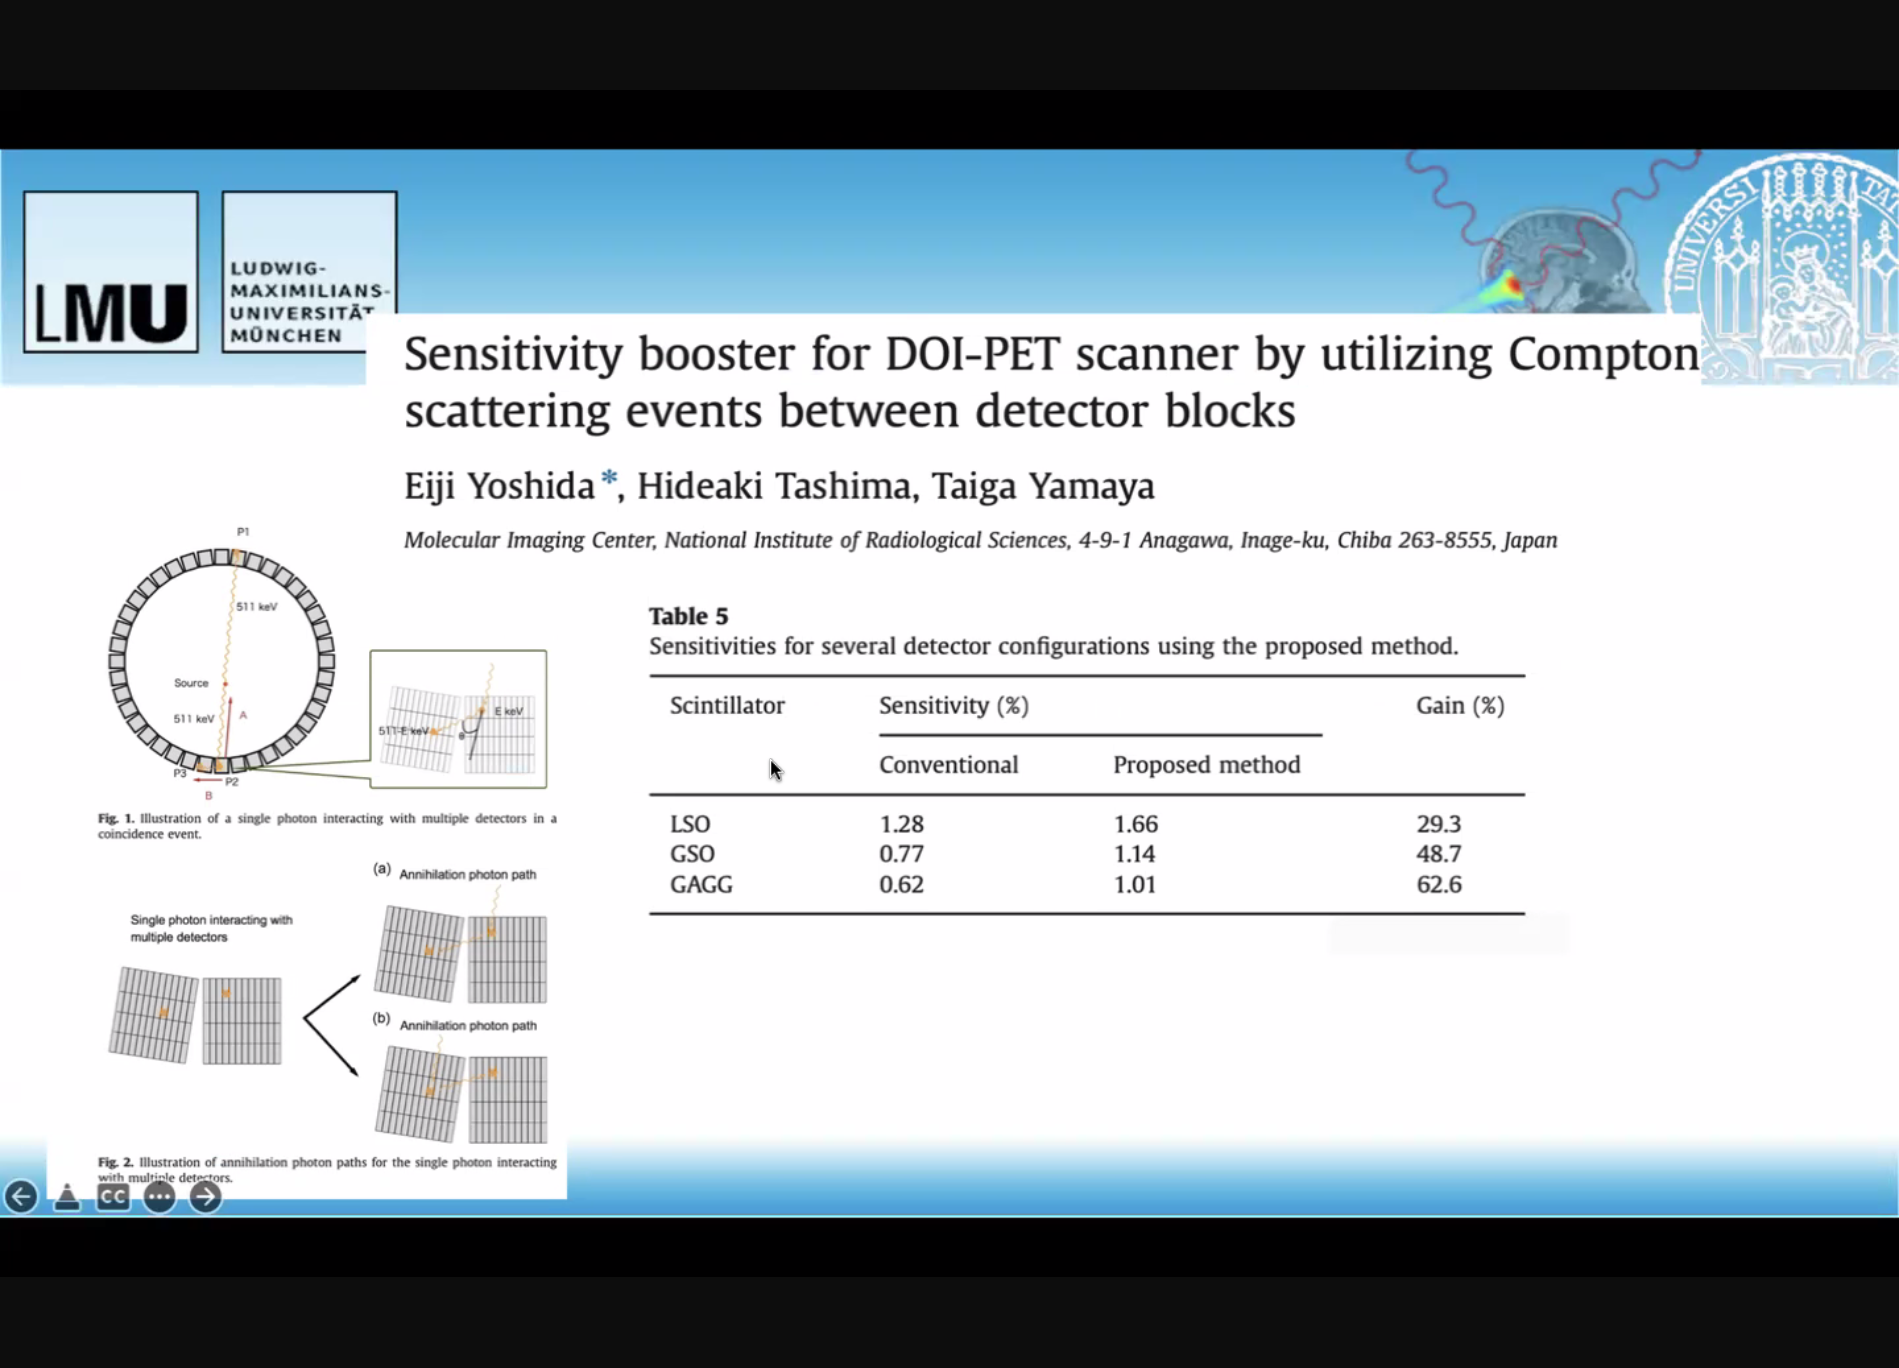 LMU
LUDWIG-
MAXIMILIANS-
UNIVERSITÄT
MÜNCHEN
UNIVERSI
TAT
Sensitivity booster for DOI-PET scanner by utilizing Compton
scattering events between detector blocks
Eiji Yoshida*, Hideaki Tashima, Taiga Yamaya
Molecular Imaging Center, National Institute of Radiological Sciences, 4-9-1 Anagawa, Inage-ku, Chiba 263-8555, Japan
P1
511 keV
Source
511 keV
A
P3
P2
B
E keV
511-E keV
θ
Fig. 1. Illustration of a single photon interacting with multiple detectors in a
coincidence event.
(a) Annihilation photon path
Single photon interacting with
multiple detectors
(b) Annihilation photon path
Fig. 2. Illustration of annihilation photon paths for the single photon interacting
with multiple detectors.
Table 5
Sensitivities for several detector configurations using the proposed method.
Scintillator Sensitivity (%) Gain (%)
Conventional Proposed method
LSO 1.28 1.66 29.3
GSO 0.77 1.14 48.7
GAGG 0.62 1.01 62.6
CC